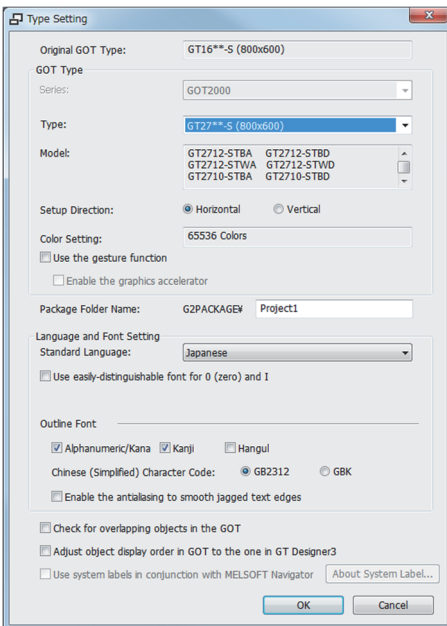 Type Setting
Original GOT Type: GT16**-S (800x600)
GOT Type
Series: GOT2000
Type: GT27**-S (800x600)
Model: GT2712-STBA GT2712-STBD
GT2712-STWA GT2712-STWD
GT2710-STBA GT2710-STBD
Setup Direction: Horizontal Vertical
Color Setting: 65536 Colors
Use the gesture function
Enable the graphics accelerator
Package Folder Name: G2PACKAGE¥ Project1
Language and Font Setting
Standard Language: Japanese
Use easily-distinguishable font for 0 (zero) and I
Outline Font
Alphanumeric/Kana Kanji Hangul
Chinese (Simplified) Character Code: GB2312 GBK
Enable the antialiasing to smooth jagged text edges
Check for overlapping objects in the GOT
Adjust object display order in GOT to the one in GT Designer3
Use system labels in conjunction with MELSOFT Navigator About System Label...
OK Cancel